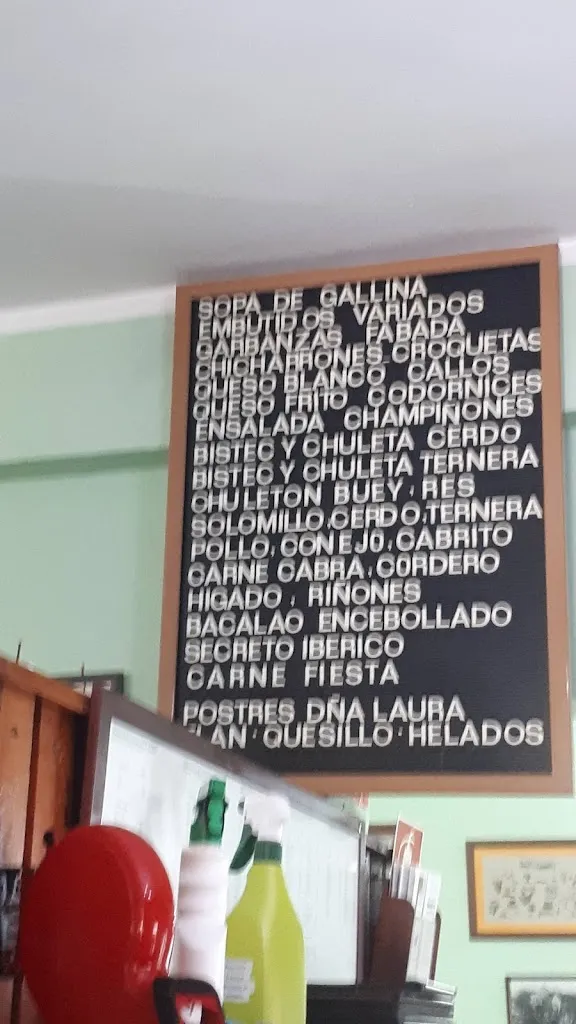 SOPA DE GALLINA
EMBUTIDOS VARIADOS
GARBANZAS FABADA
CHICHARRONES CROQUETAS
QUESO BLANCO CALLOS
QUESO FRITO CODORNICES
ENSALADA CHAMPIÑONES
BISTEC Y CHULETA CERDO
BISTEC Y CHULETA TERNERA
CHULETON BUEY, RES
SOLOMILLO, CERDO, TERNERA
POLLO, CONEJO, CABRITO
CARNE CABRA, CORDERO
HIGADO, RIÑONES
BACALAO ENCEBOLLADO
SECRETO IBERICO
CARNE FIESTA
POSTRES DÑA LAURA
FLAN · QUESILLO · HELADOS